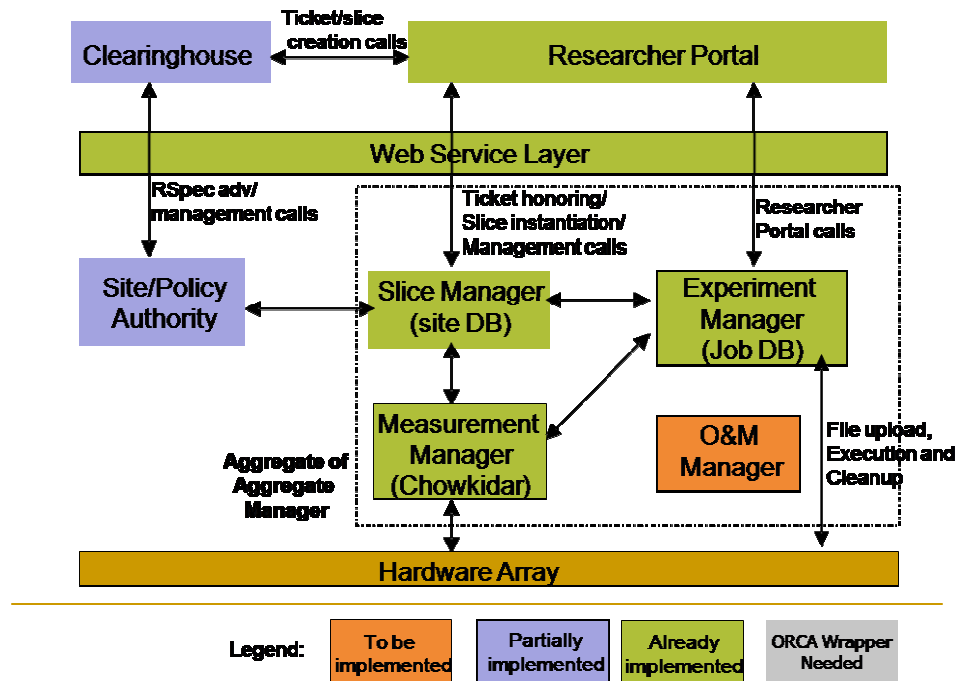 Ticket/slice
creation calls
Clearinghouse
Researcher Portal
Web Service Layer
RSpec adv/
management calls
Ticket honoring/
Slice instantiation/
Management calls
Researcher
Portal calls
Site/Policy
Authority
Slice Manager
(site DB)
Experiment
Manager
(Job DB)
Measurement
Manager
(Chowkidar)
O&M
Manager
File upload,
Execution and
Cleanup
Aggregate of
Aggregate
Manager
Hardware Array
Legend:
To be
implemented
Partially
implemented
Already
implemented
ORCA Wrapper
Needed